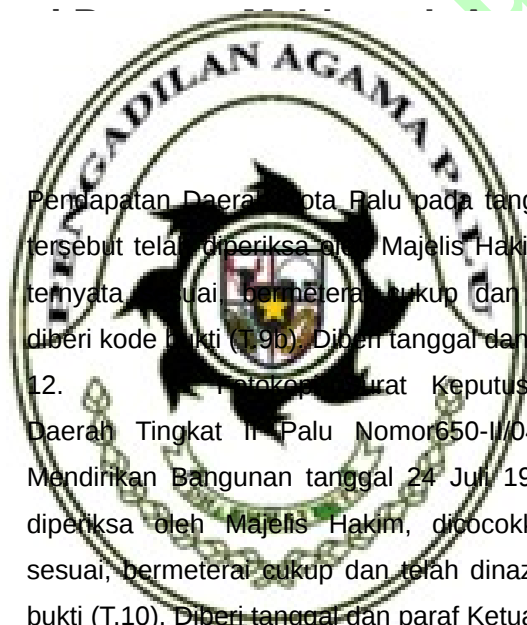 PENGADILAN AGAMA PALU
Pendapatan Daerah Kota Palu pada tang
tersebut telah diperiksa oleh Majelis Haki
ternyata sesuai, bermeterai cukup dan
diberi kode bukti (T.9b). Diberi tanggal dan
12. Fotokopi Surat Keputus
Daerah Tingkat II Palu Nomor650-II/04
Mendirikan Bangunan tanggal 24 Juli 19
diperiksa oleh Majelis Hakim, dicocokk
sesuai, bermeterai cukup dan telah dinaz
bukti (T.10). Diberi tanggal dan paraf Ketua